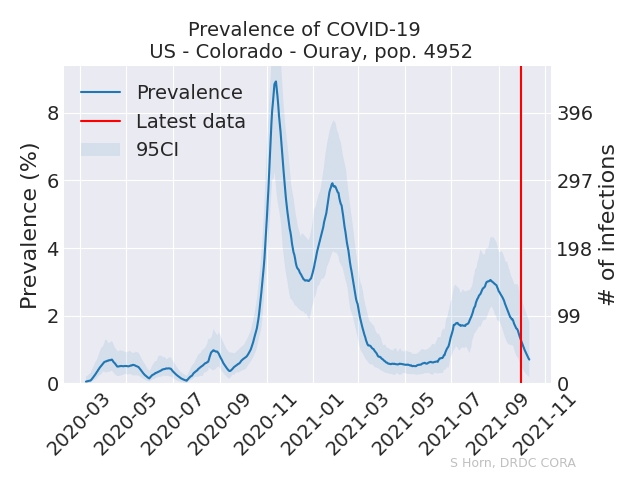 Prevalence of COVID-19
US - Colorado - Ouray, pop. 4952
Prevalence
Latest data
95CI
Prevalence (%)
8
6
4
2
0
396
297
198
99
0
# of infections
2020-03
2020-05
2020-07
2020-09
2020-11
2021-01
2021-03
2021-05
2021-07
2021-09
2021-11
S Horn, DRDC CORA